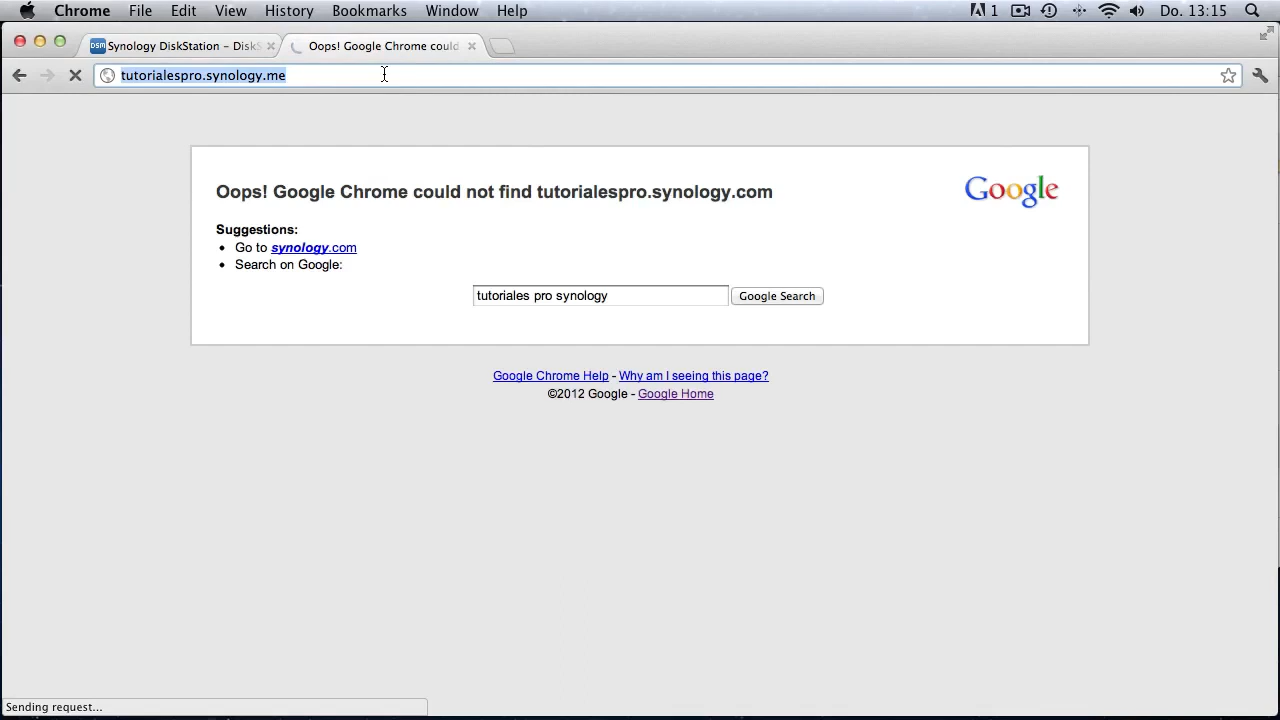 Chrome File Edit View History Bookmarks Window Help 1 Do. 13:15
DSM Synology DiskStation - Disk Oops! Google Chrome could
tutorialespro.synology.me
Oops! Google Chrome could not find tutorialespro.synology.com
Google
Suggestions:
• Go to synology.com
• Search on Google:
tutoriales pro synology Google Search
Google Chrome Help - Why am I seeing this page?
©2012 Google - Google Home
Sending request...